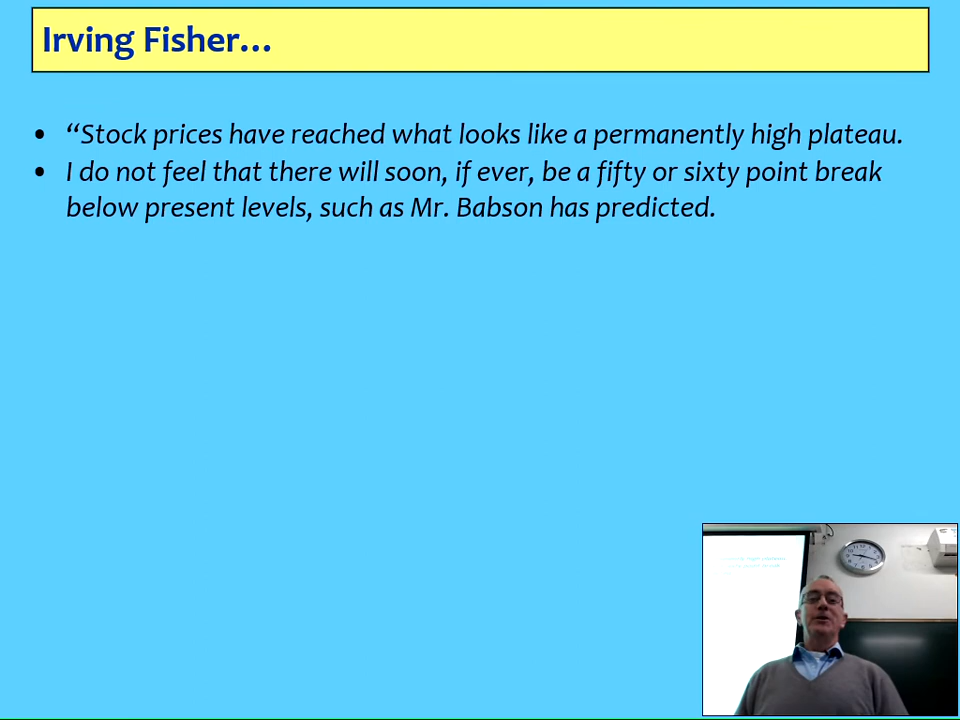 Irving Fisher…
• “Stock prices have reached what looks like a permanently high plateau.
• I do not feel that there will soon, if ever, be a fifty or sixty point break
below present levels, such as Mr. Babson has predicted.